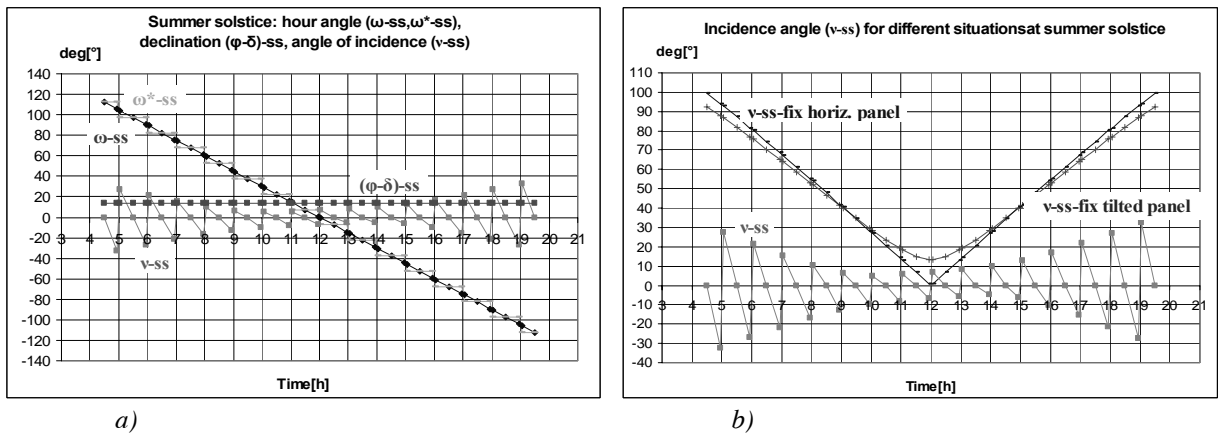 Summer solstice: hour angle (ω-ss,ω*-ss),
declination (φ-δ)-ss, angle of incidence (ν-ss)
deg[°]
140
120
100
80
60
40
20
0
-20
-40
-60
-80
-100
-120
-140
ω*-ss
ω-ss
(φ-δ)-ss
ν-ss
3 4 5 6 7 8 9 10 11 12 13 14 15 16 17 18 19 20 21
Time[h]
a)
Incidence angle (ν-ss) for different situationsat summer solstice
deg[°]
110
100
90
80
70
60
50
40
30
20
10
0
-10
-20
-30
-40
ν-ss-fix horiz. panel
ν-ss-fix tilted panel
ν-ss
3 4 5 6 7 8 9 10 11 12 13 14 15 16 17 18 19 20 21
Time[h]
b)